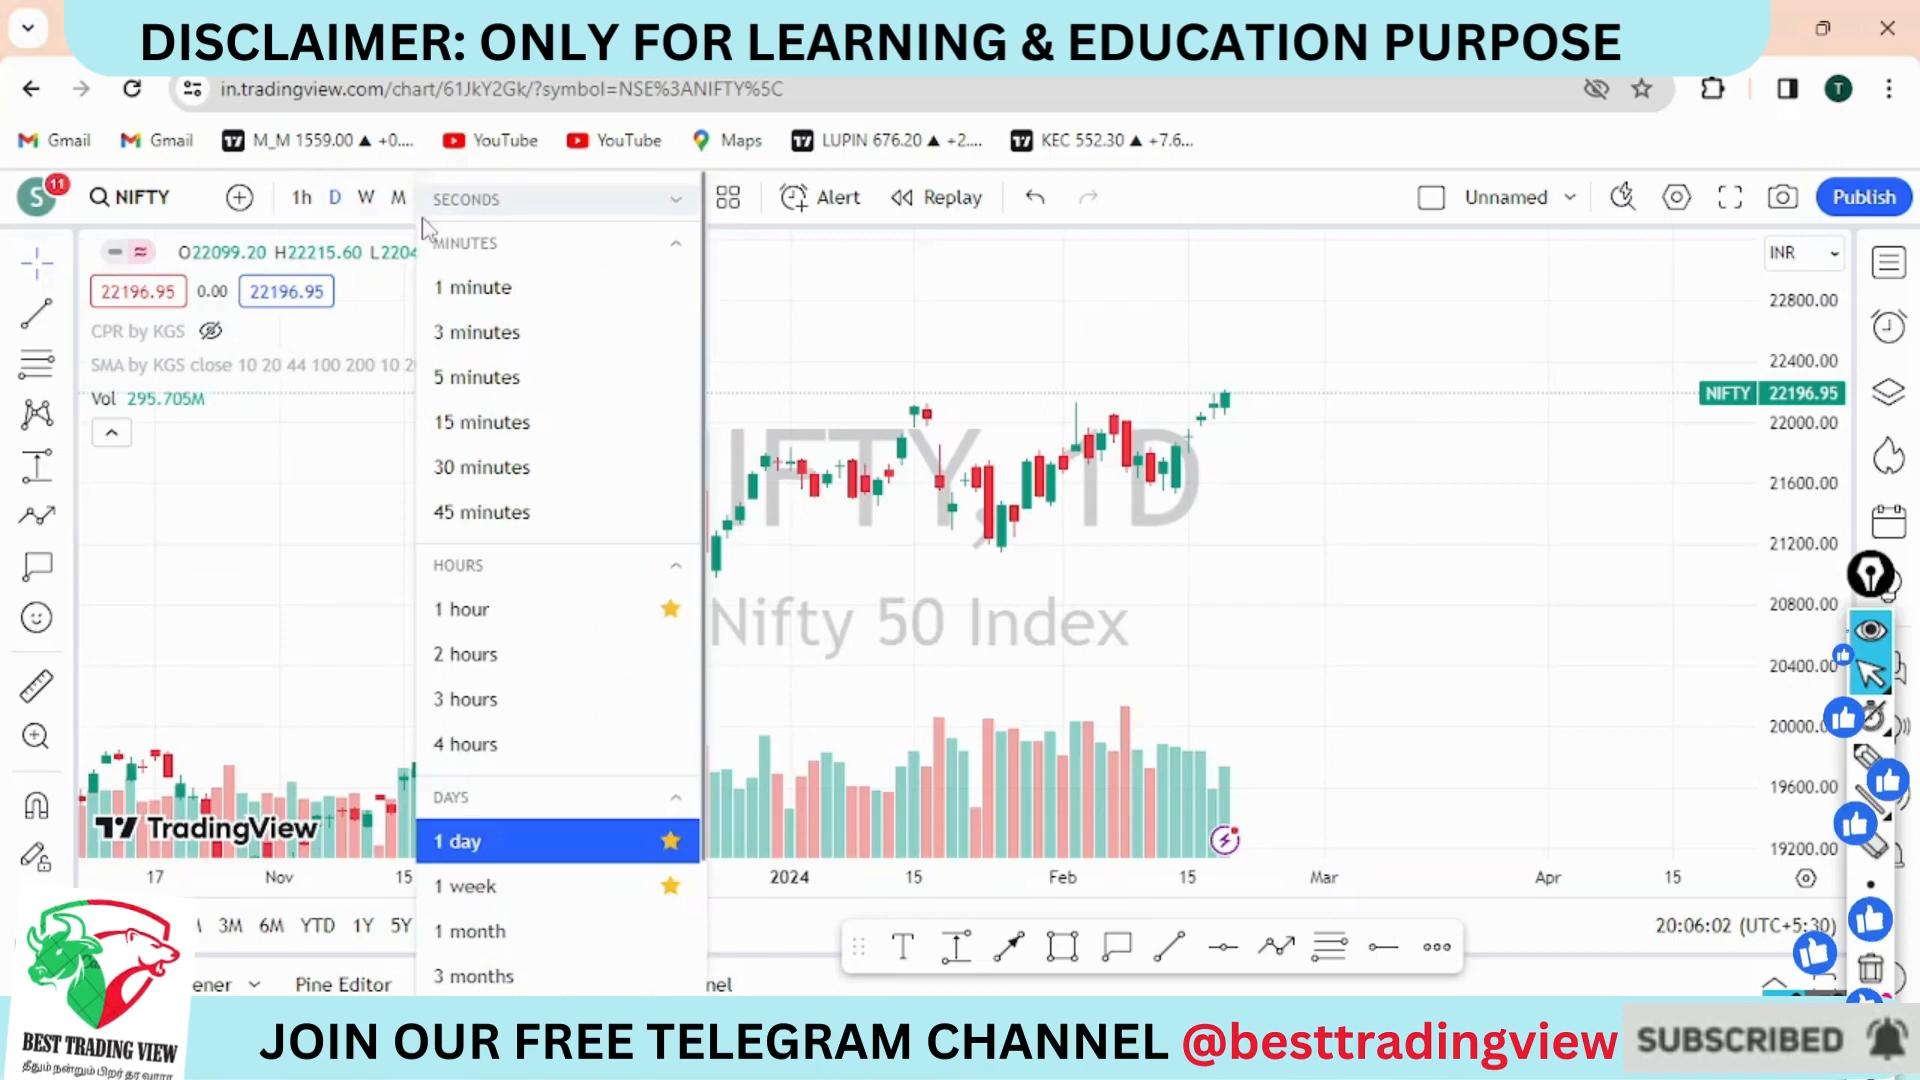 DISCLAIMER: ONLY FOR LEARNING & EDUCATION PURPOSE
in.tradingview.com/chart/61JkY2Gk/?symbol=NSE%3ANIFTY%5C
T
Gmail
Gmail
M_M 1559.00 ▲ +0....
YouTube
YouTube
Maps
LUPIN 676.20 ▲ +2....
KEC 552.30 ▲ +7.6...
S
11
NIFTY
1h
D
W
M
Alert
Replay
Unnamed
Publish
O22099.20 H22215.60 L2204
22196.95
0.00
22196.95
CPR by KGS
SMA by KGS close 10 20 44 100 200 10 2
Vol 295.705M
SECONDS
MINUTES
1 minute
3 minutes
5 minutes
15 minutes
30 minutes
45 minutes
HOURS
1 hour
2 hours
3 hours
4 hours
DAYS
1 day
1 week
1 month
3 months
IFTY, 1D
Nifty 50 Index
INR
22800.00
22400.00
NIFTY 22196.95
22000.00
21600.00
21200.00
20800.00
20400.00
20000.
19600.00
19200.00
TradingView
17
Nov
15
2024
15
Feb
15
Mar
Apr
15
3M
6M
YTD
1Y
5Y
20:06:02 (UTC+5:30)
ener
Pine Editor
nel
BEST TRADING VIEW
தீதும் நன்றும் பிறர் தர வாரா
JOIN OUR FREE TELEGRAM CHANNEL @besttradingview
SUBSCRIBED